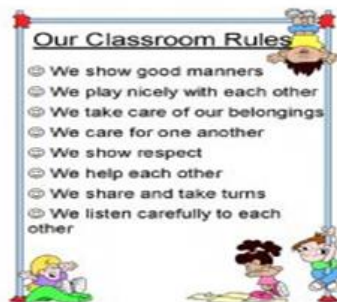 Our Classroom Rules
☺ We show good manners
☺ We play nicely with each other
☺ We take care of our belongings
☺ We care for one another
☺ We show respect
☺ We help each other
☺ We share and take turns
☺ We listen carefully to each
other